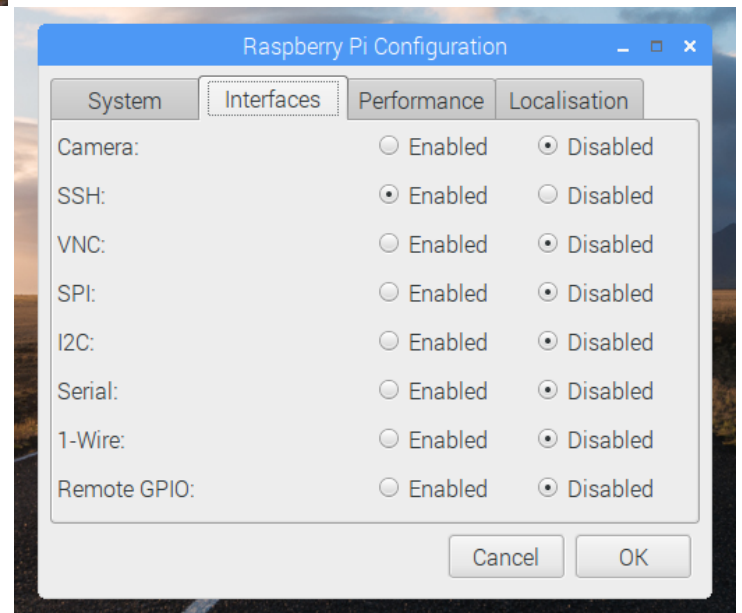 Raspberry Pi Configuration
System Interfaces Performance Localisation
Camera: Enabled Disabled
SSH: Enabled Disabled
VNC: Enabled Disabled
SPI: Enabled Disabled
I2C: Enabled Disabled
Serial: Enabled Disabled
1-Wire: Enabled Disabled
Remote GPIO: Enabled Disabled
Cancel OK